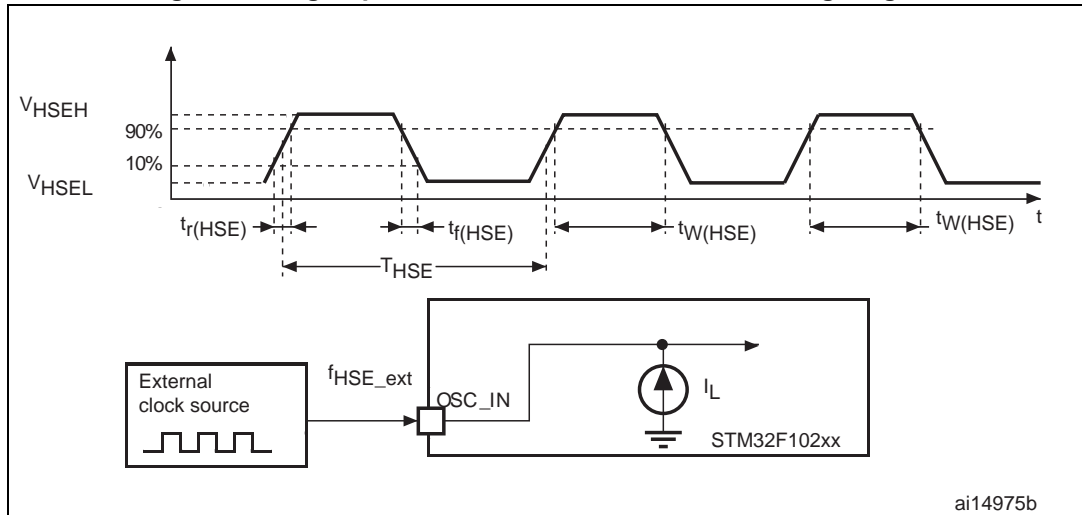 VHSEH
90%
10%
VHSEL
tr(HSE)
tf(HSE)
tW(HSE)
tW(HSE)
t
THSE
External
clock source
fHSE_ext
OSC_IN
IL
STM32F102xx
ai14975b